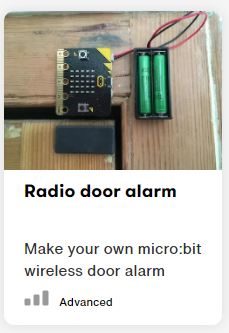 Radio door alarm
Make your own micro:bit
wireless door alarm
Advanced